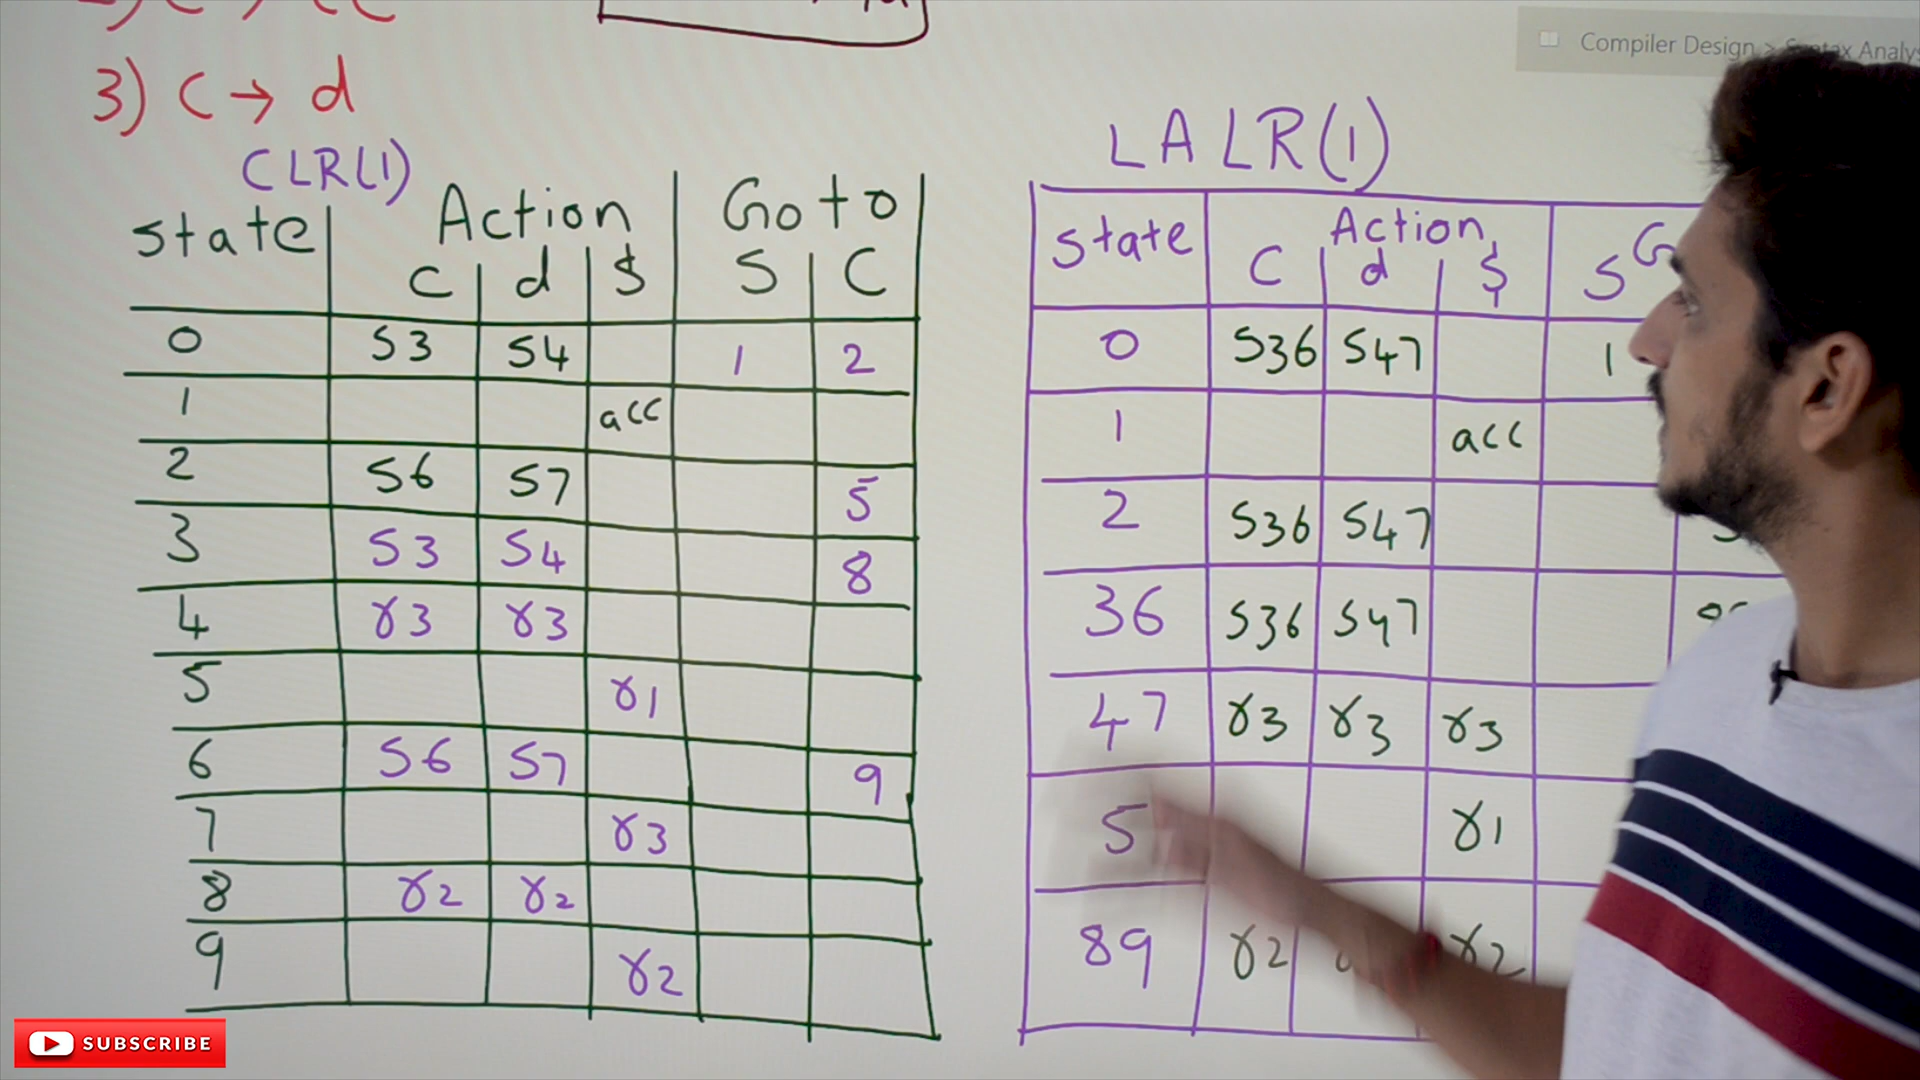 3) C → d
CLR(1)
state Action Goto
c d $ S C
0 S3 S4 1 2
1 acc
2 S6 S7 5
3 S3 S4 8
4 r3 r3
5 r1
6 S6 S7 9
7 r3
8 r2 r2
9 r2
Compiler Design >
LALR(1)
State Action G
C d $ S
0 S36 S47 1
1 acc
2 S36 S47
36 S36 S47
47 r3 r3 r3
5 r1
89 r2 r2
SUBSCRIBE